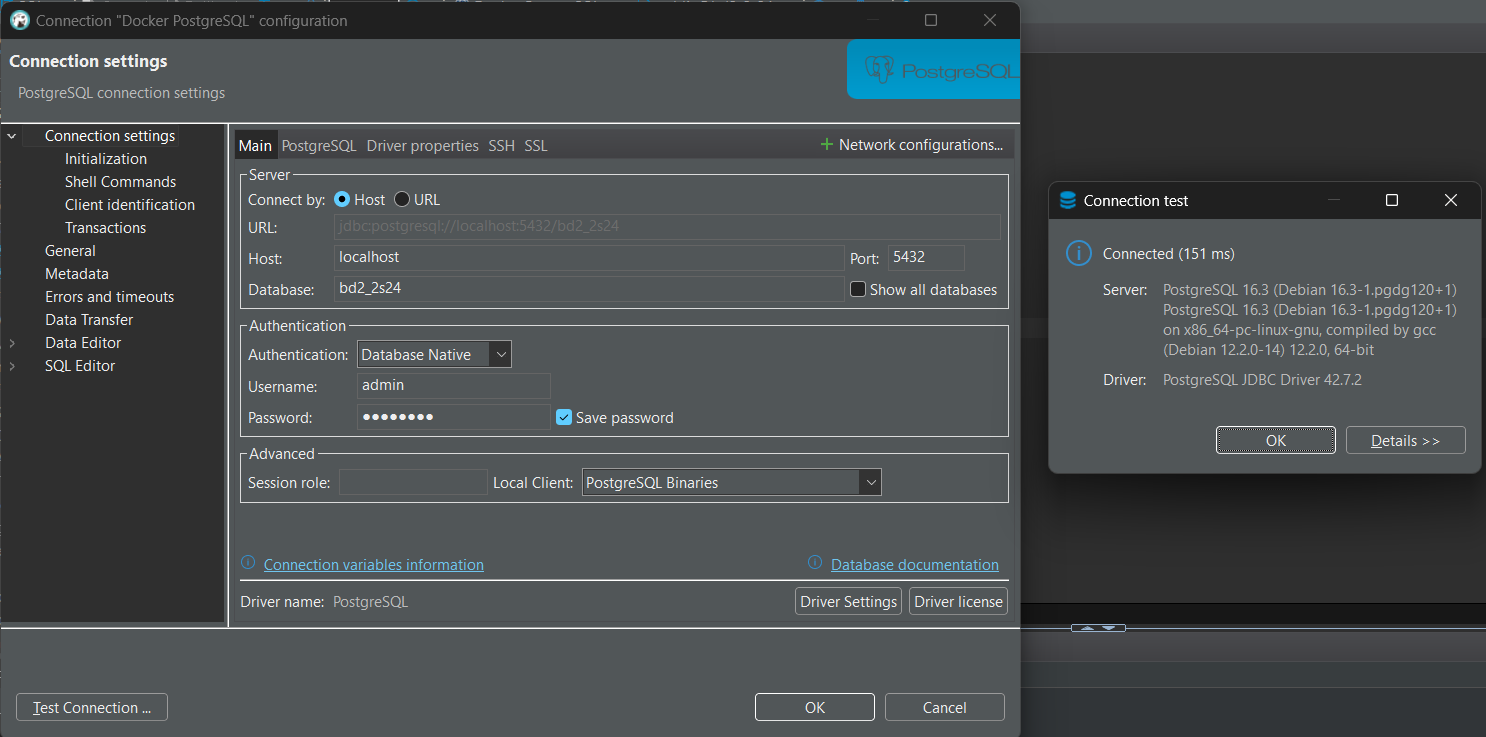 Connection "Docker PostgreSQL" configuration
Connection settings
PostgreSQL connection settings
PostgreSQL
Connection settings
Initialization
Shell Commands
Client identification
Transactions
General
Metadata
Errors and timeouts
Data Transfer
Data Editor
SQL Editor
Main PostgreSQL Driver properties SSH SSL
Network configurations...
Server
Connect by: Host URL
URL: jdbc:postgresql://localhost:5432/bd2_2s24
Host: localhost Port: 5432
Database: bd2_2s24 Show all databases
Authentication
Authentication: Database Native
Username: admin
Password: •••••••• Save password
Advanced
Session role: Local Client: PostgreSQL Binaries
Connection variables information Database documentation
Driver name: PostgreSQL Driver Settings Driver license
Test Connection ... OK Cancel
Connection test
Connected (151 ms)
Server: PostgreSQL 16.3 (Debian 16.3-1.pgdg120+1)
PostgreSQL 16.3 (Debian 16.3-1.pgdg120+1)
on x86_64-pc-linux-gnu, compiled by gcc
(Debian 12.2.0-14) 12.2.0, 64-bit
Driver: PostgreSQL JDBC Driver 42.7.2
OK Details >>